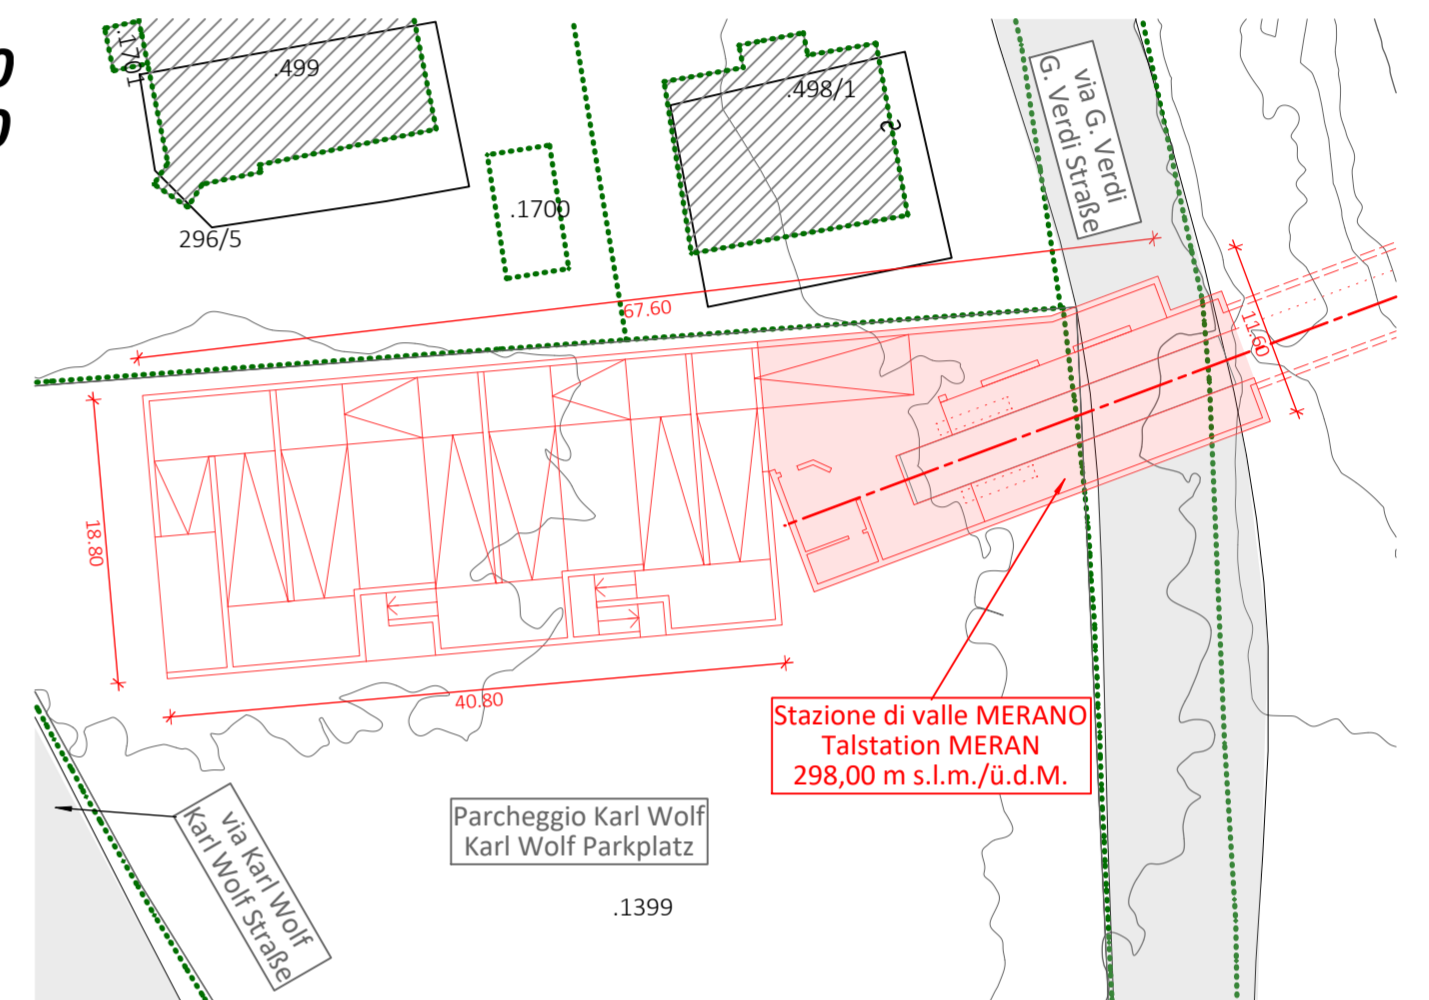 0
0
.1701
.499
.498/1
2
via G. Verdi
G. Verdi Straße
.1700
296/5
67.60
11.60
18.80
40.80
Stazione di valle MERANO
Talstation MERAN
298,00 m s.l.m./ü.d.M.
Parcheggio Karl Wolf
Karl Wolf Parkplatz
via Karl Wolf
Karl Wolf Straße
.1399